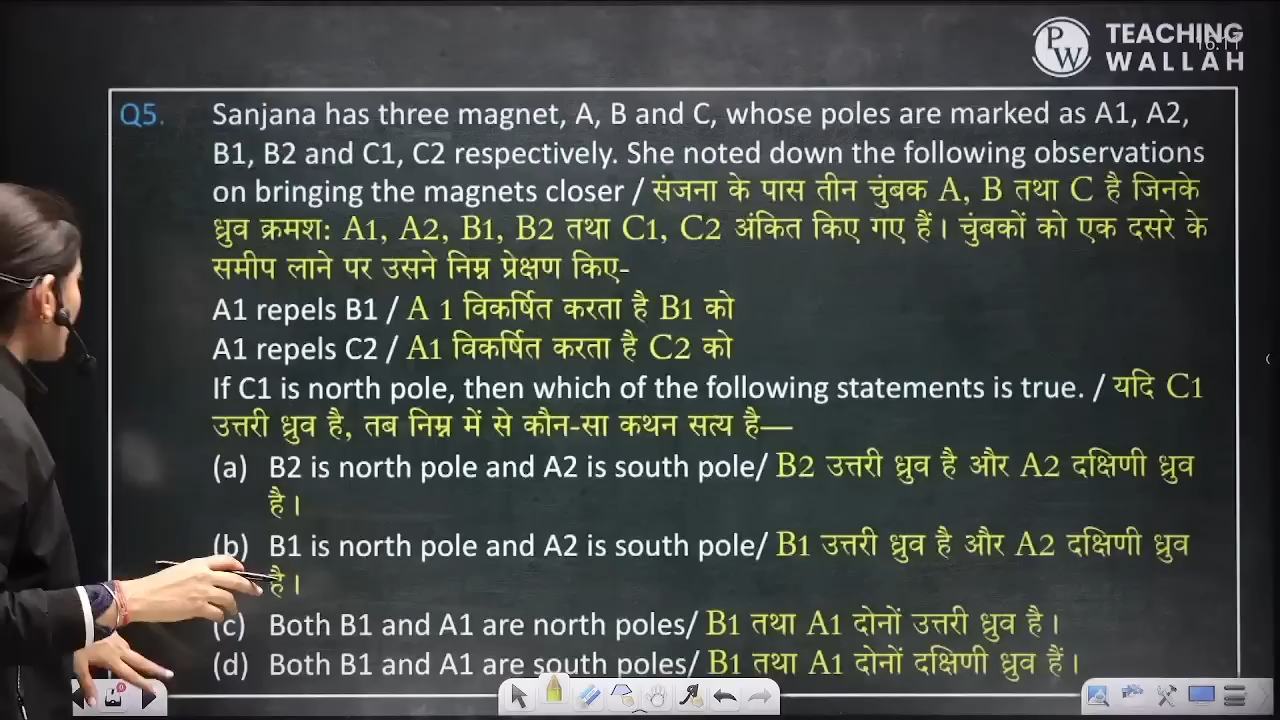 PW TEACHING WALLAH
16:11
Q5. Sanjana has three magnet, A, B and C, whose poles are marked as A1, A2,
B1, B2 and C1, C2 respectively. She noted down the following observations
on bringing the magnets closer / संजना के पास तीन चुंबक A, B तथा C है जिनके
ध्रुव क्रमश: A1, A2, B1, B2 तथा C1, C2 अंकित किए गए हैं। चुंबकों को एक दसरे के
समीप लाने पर उसने निम्न प्रेक्षण किए-
A1 repels B1 / A 1 विकर्षित करता है B1 को
A1 repels C2 / A1 विकर्षित करता है C2 को
If C1 is north pole, then which of the following statements is true. / यदि C1
उत्तरी ध्रुव है, तब निम्न में से कौन-सा कथन सत्य है—
(a) B2 is north pole and A2 is south pole/ B2 उत्तरी ध्रुव है और A2 दक्षिणी ध्रुव
है।
(b) B1 is north pole and A2 is south pole/ B1 उत्तरी ध्रुव है और A2 दक्षिणी ध्रुव
है।
(c) Both B1 and A1 are north poles/ B1 तथा A1 दोनों उत्तरी ध्रुव है।
(d) Both B1 and A1 are south poles/ B1 तथा A1 दोनों दक्षिणी ध्रुव हैं।